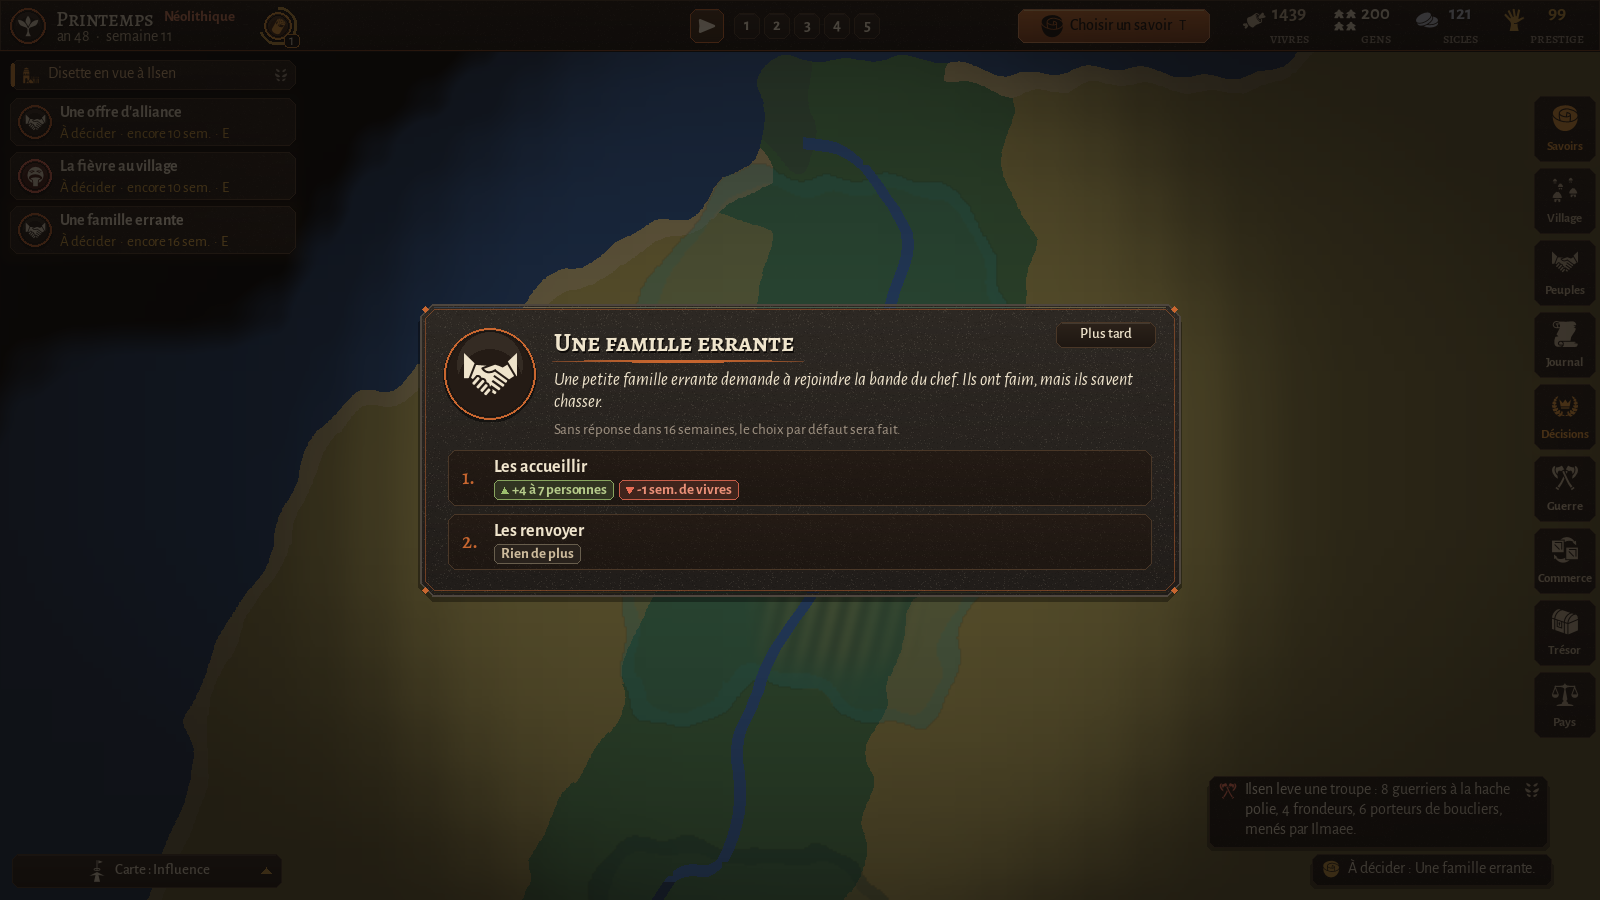 Printemps Néolithique
an 48 · semaine 11
1
1 2 3 4 5
Choisir un savoir T
1439
VIVRES
200
GENS
121
SICLES
99
PRESTIGE
Disette en vue à Ilsen
Une offre d'alliance
À décider · encore 10 sem. · E
La fièvre au village
À décider · encore 10 sem. · E
Une famille errante
À décider · encore 16 sem. · E
Une famille errante
Plus tard
Une petite famille errante demande à rejoindre la bande du chef. Ils ont faim, mais ils savent
chasser.
Sans réponse dans 16 semaines, le choix par défaut sera fait.
1. Les accueillir
+4 à 7 personnes
-1 sem. de vivres
2. Les renvoyer
Rien de plus
Savoirs
Village
Peuples
Journal
Décisions
Guerre
Commerce
Trésor
Pays
Ilsen leve une troupe : 8 guerriers à la hache
polie, 4 frondeurs, 6 porteurs de boucliers,
menés par Ilmaee.
À décider : Une famille errante.
Carte : Influence